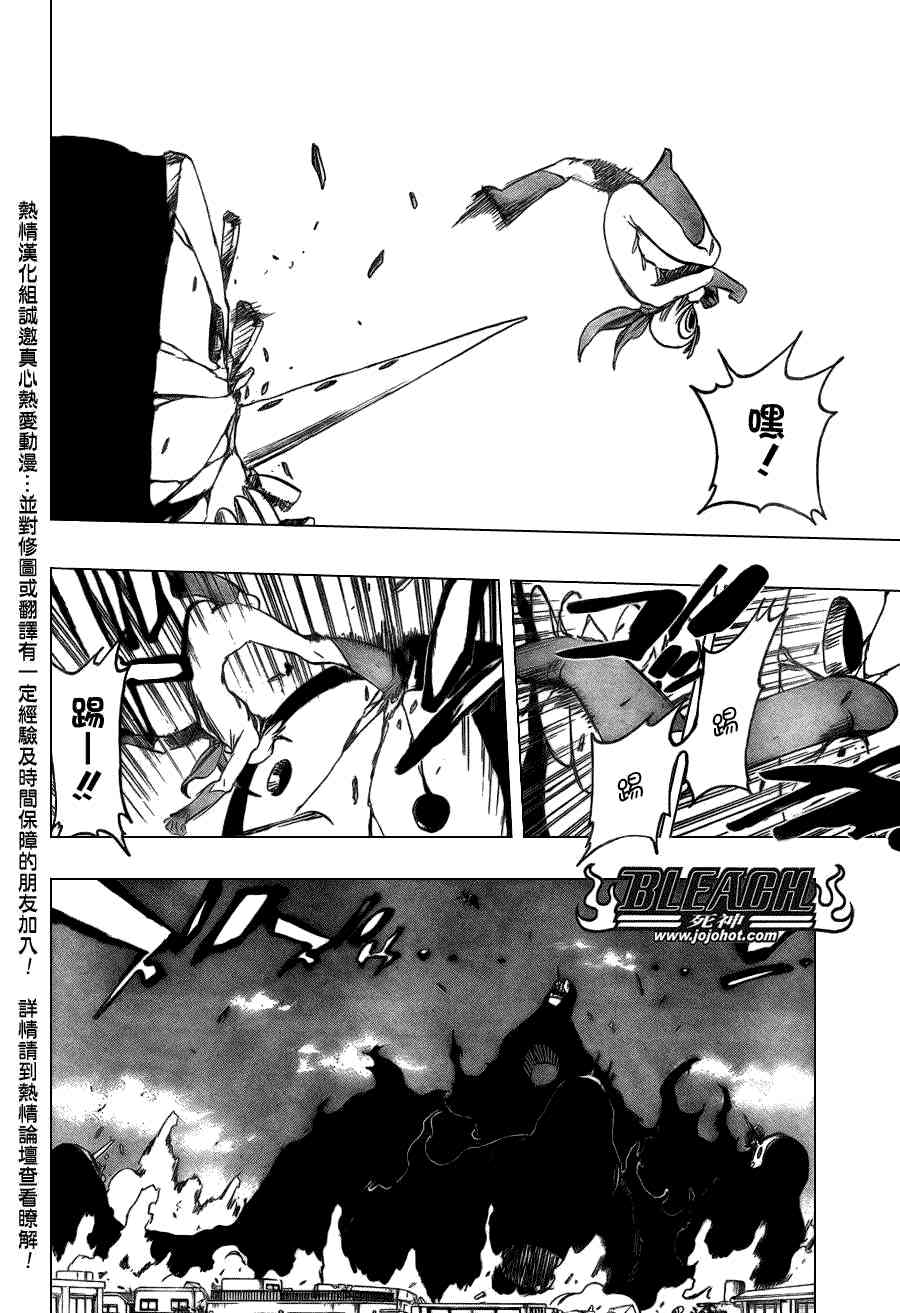 嘿！
踢
踢
踢ー！！
BLEACH
死神
www.jojohot.com
熱情漢化組誠邀真心熱愛動漫…並對修圖或翻譯有一定經驗及時間保障的朋友加入！ 詳情請到熱情論壇查看瞭解！